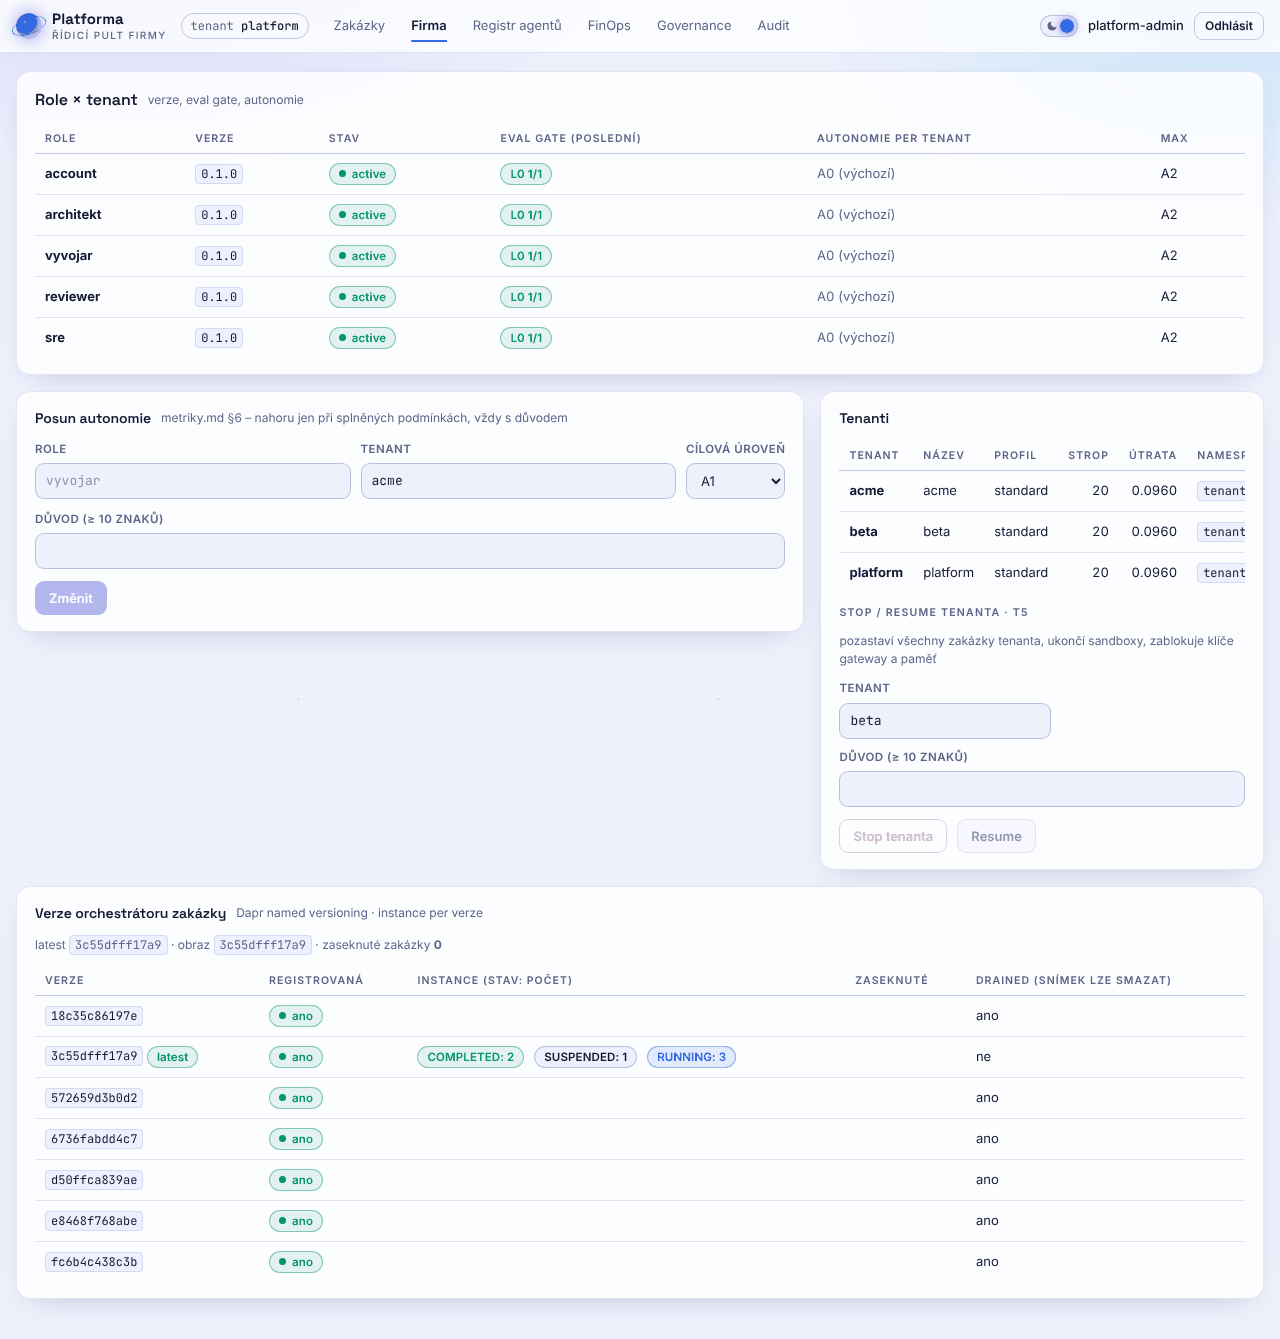 Platforma
ŘÍDICÍ PULT FIRMY
tenant platform
Zakázky Firma Registr agentů FinOps Governance Audit
platform-admin
Odhlásit
Role × tenant verze, eval gate, autonomie
ROLE VERZE STAV EVAL GATE (POSLEDNÍ) AUTONOMIE PER TENANT MAX
account 0.1.0 active L0 1/1 A0 (výchozí) A2
architekt 0.1.0 active L0 1/1 A0 (výchozí) A2
vyvojar 0.1.0 active L0 1/1 A0 (výchozí) A2
reviewer 0.1.0 active L0 1/1 A0 (výchozí) A2
sre 0.1.0 active L0 1/1 A0 (výchozí) A2
Posun autonomie metriky.md §6 – nahoru jen při splněných podmínkách, vždy s důvodem
ROLE TENANT CÍLOVÁ ÚROVEŇ
vyvojar acme A1
DŮVOD (≥ 10 ZNAKŮ)
Změnit
Tenanti
TENANT NÁZEV PROFIL STROP ÚTRATA NAMESP
acme acme standard 20 0.0960 tenant
beta beta standard 20 0.0960 tenant
platform platform standard 20 0.0960 tenant
STOP / RESUME TENANTA · T5
pozastaví všechny zakázky tenanta, ukončí sandboxy, zablokuje klíče
gateway a paměť
TENANT
beta
DŮVOD (≥ 10 ZNAKŮ)
Stop tenanta Resume
Verze orchestrátoru zakázky Dapr named versioning · instance per verze
latest 3c55dfff17a9 · obraz 3c55dfff17a9 · zaseknuté zakázky 0
VERZE REGISTROVANÁ INSTANCE (STAV: POČET) ZASEKNUTÉ DRAINED (SNÍMEK LZE SMAZAT)
18c35c86197e ano ano
3c55dfff17a9 latest ano COMPLETED: 2 SUSPENDED: 1 RUNNING: 3 ne
572659d3b0d2 ano ano
6736fabdd4c7 ano ano
d50ffca839ae ano ano
e8468f768abe ano ano
fc6b4c438c3b ano ano